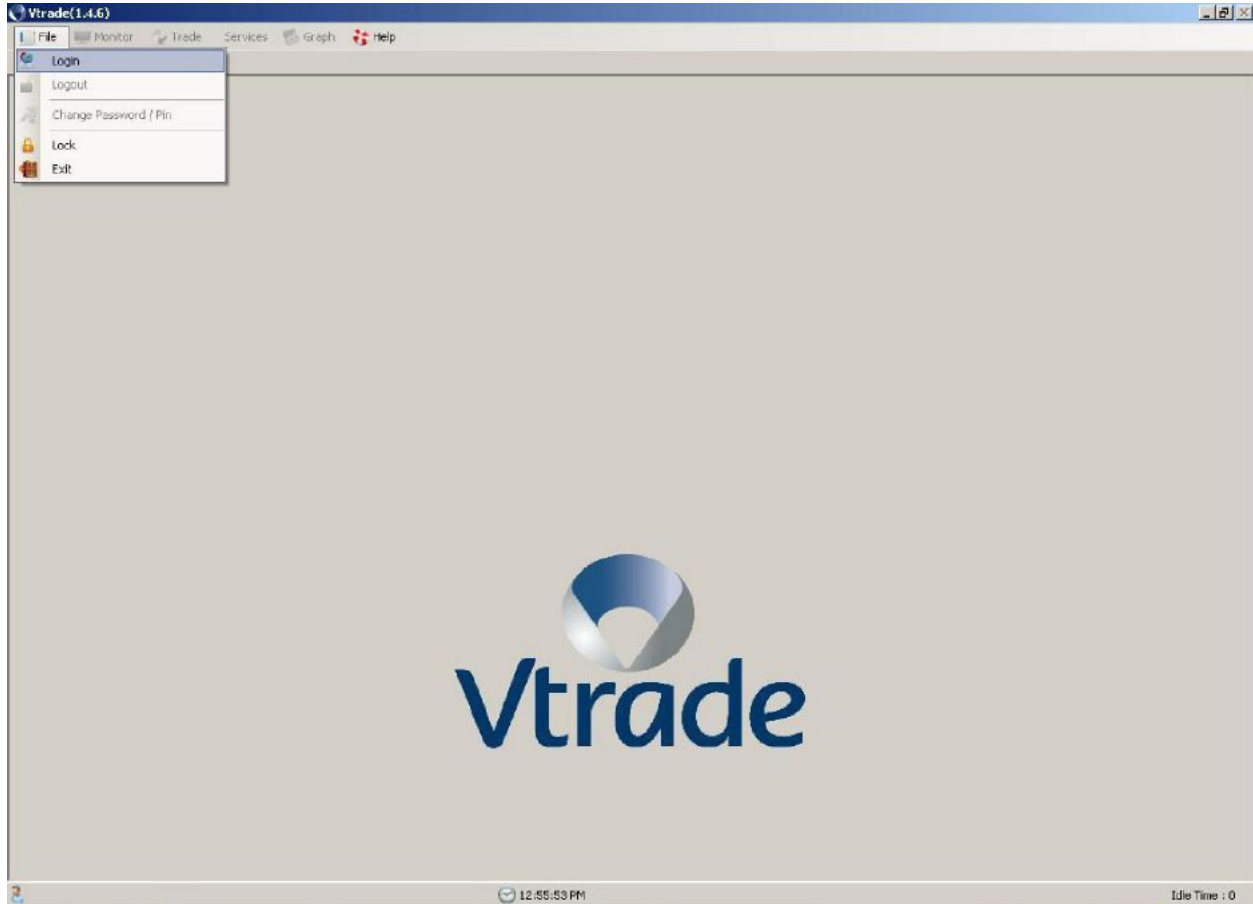 Vtrade(1.4.6)
File Monitor Trade Services Graph Help
Login
Logout
Change Password / Pin
Lock
Exit
Vtrade
12:55:53 PM Idle Time : 0